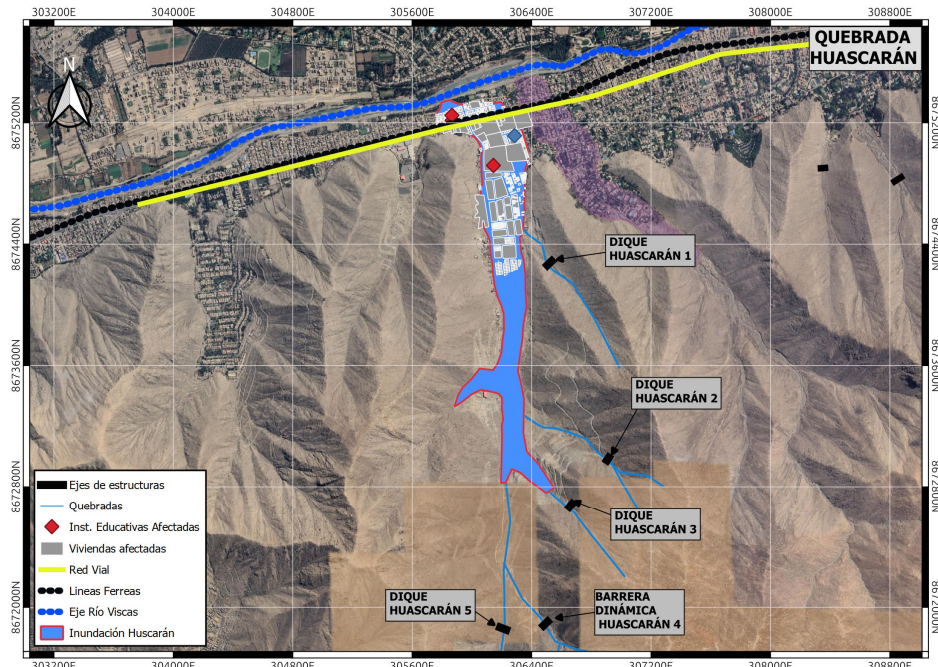 303200E 304000E 304800E 305600E 306400E 307200E 308000E 308800E
QUEBRADA
HUASCARÁN
N
8675200N 8675200N
8674400N 8674400N
DIQUE
HUASCARÁN 1
8673600N 8673600N
DIQUE
HUASCARÁN 2
8672800N 8672800N
DIQUE
HUASCARÁN 3
8672000N 8672000N
DIQUE
HUASCARÁN 5
BARRERA
DINÁMICA
HUASCARÁN 4
Ejes de estructuras
Quebradas
Inst. Educativas Afectadas
Viviendas afectadas
Red Vial
Lineas Ferreas
Eje Río Viscas
Inundación Huscarán
303200E 304000E 304800E 305600E 306400E 307200E 308000E 308800E